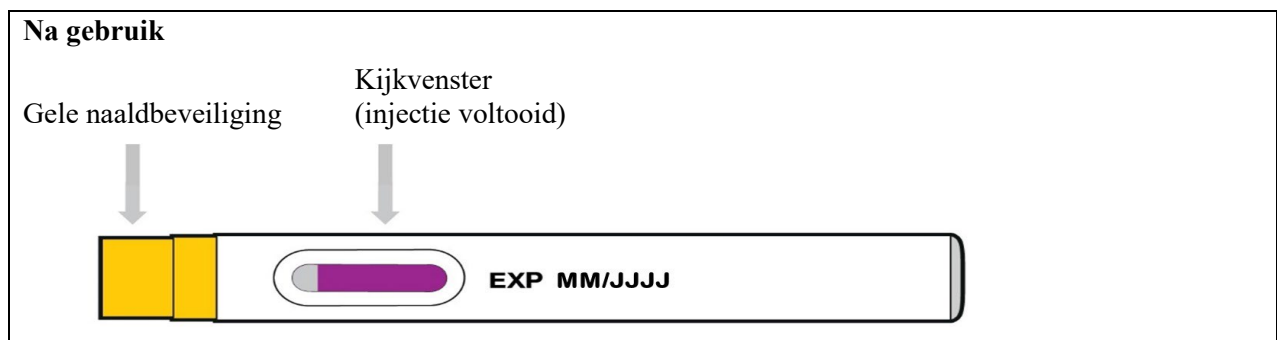 Na gebruik
Kijkvenster
Gele naaldbeveiliging (injectie voltooid)
EXP MM/JJJJ